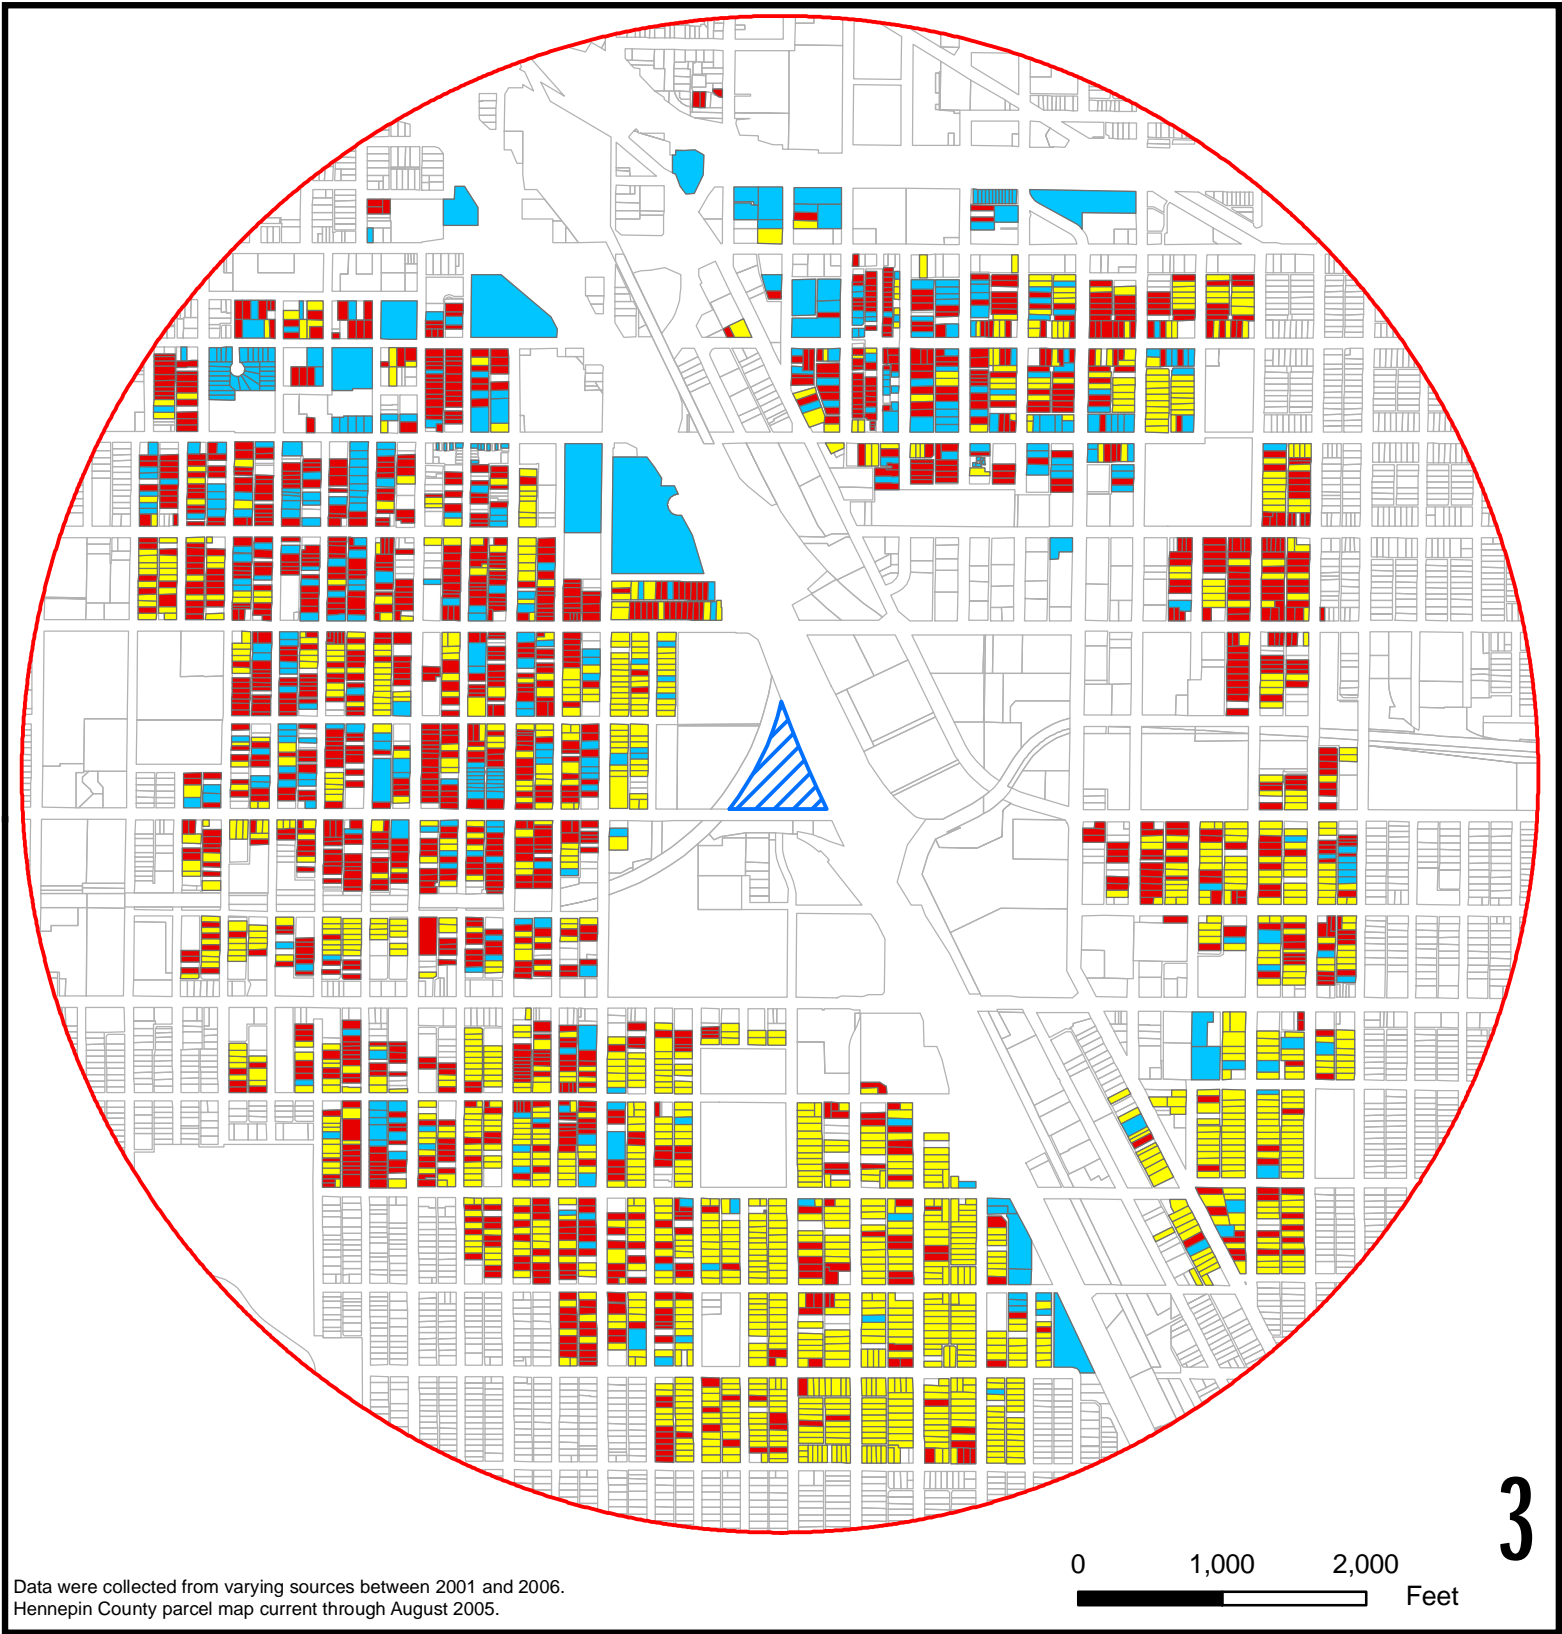 3
0 1,000 2,000
Feet
Data were collected from varying sources between 2001 and 2006.
Hennepin County parcel map current through August 2005.